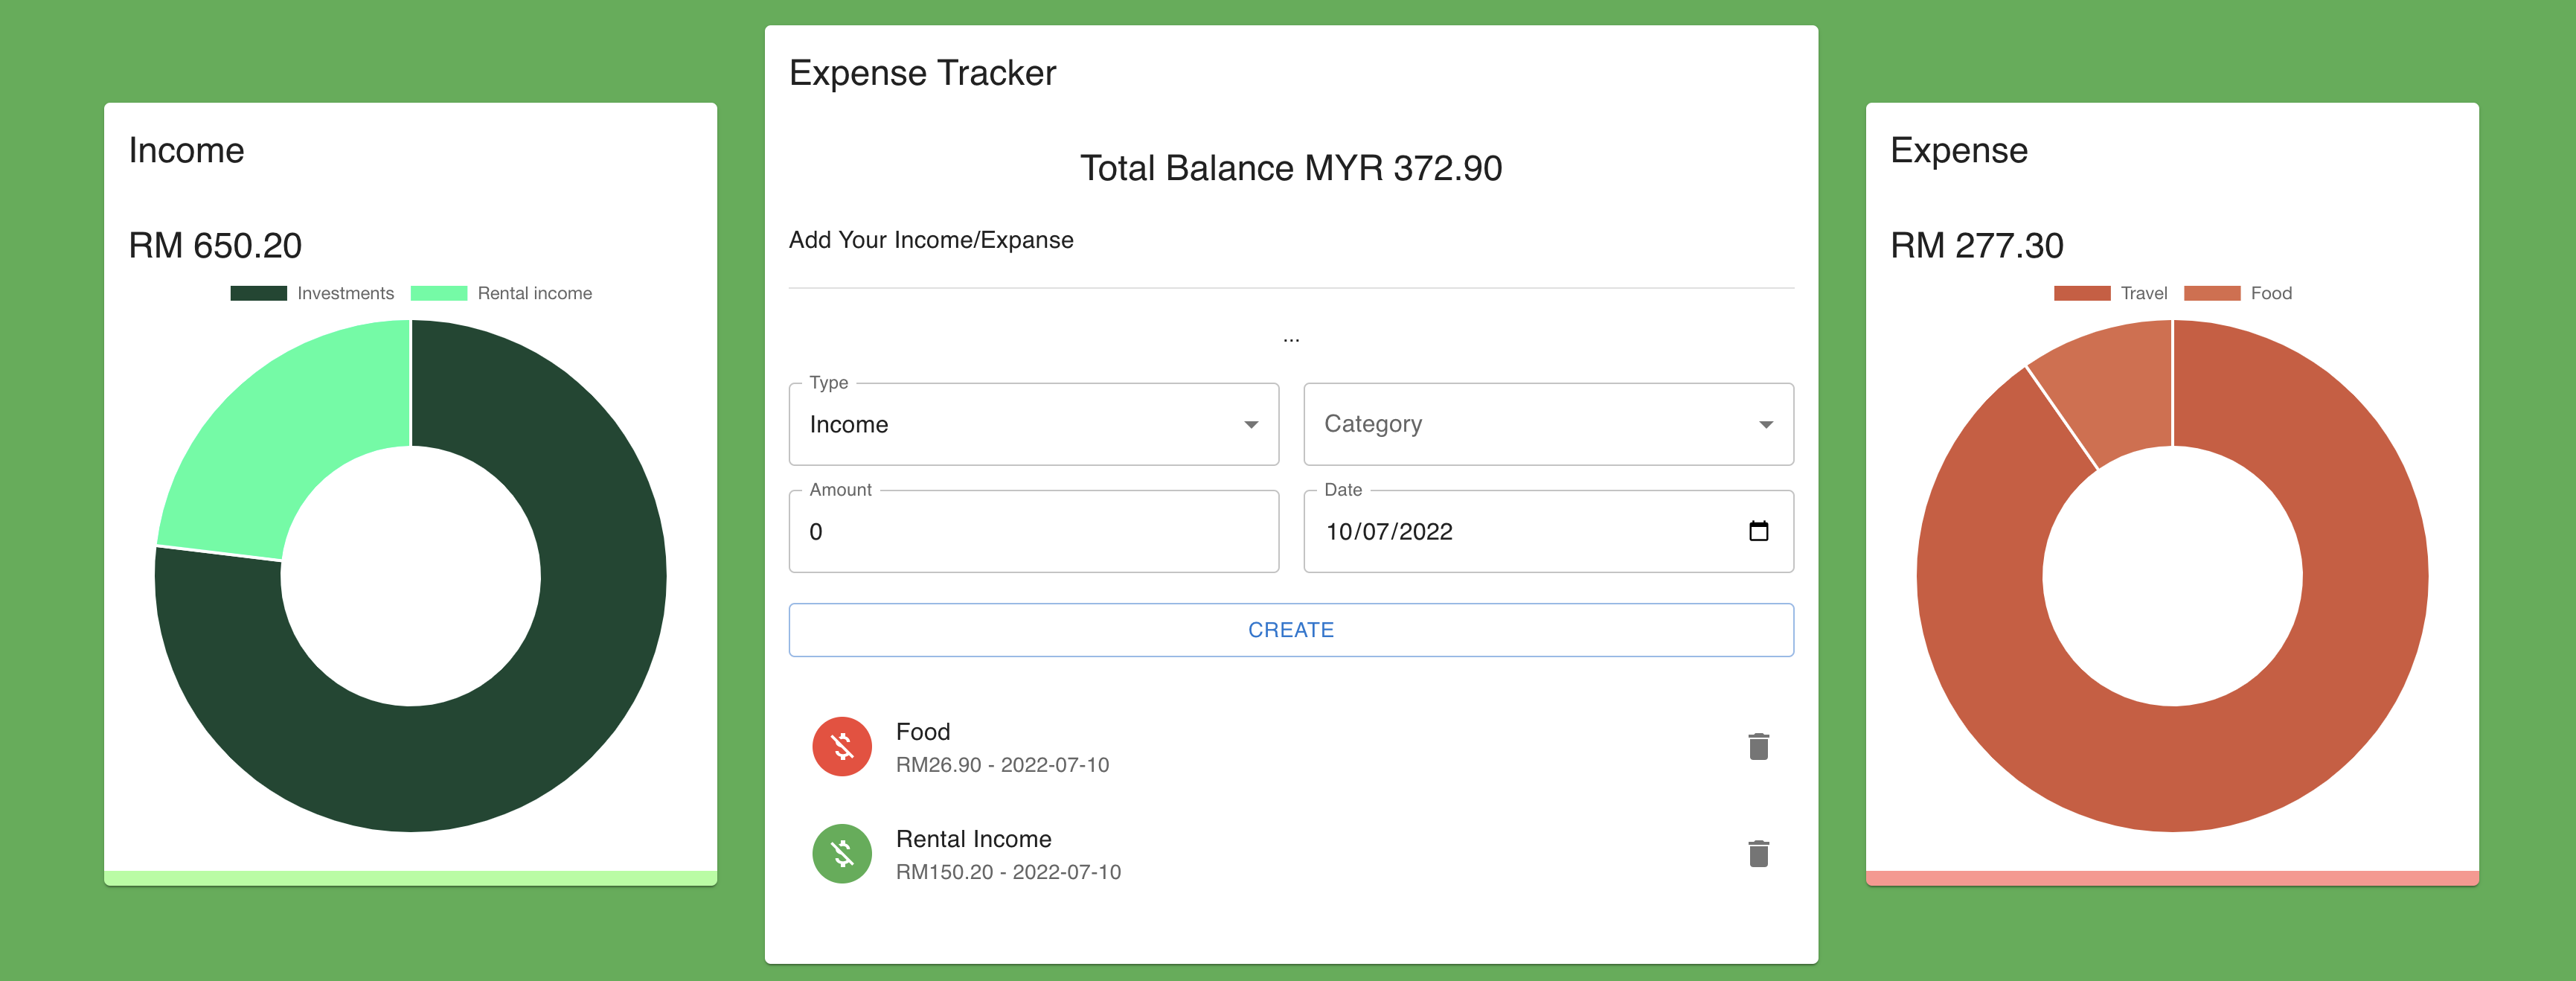 Income
RM 650.20
Investments Rental income
Expense Tracker
Total Balance MYR 372.90
Add Your Income/Expanse
...
Type
Income
Category
Amount
0
Date
10/07/2022
CREATE
Food
RM26.90 - 2022-07-10
Rental Income
RM150.20 - 2022-07-10
Expense
RM 277.30
Travel Food